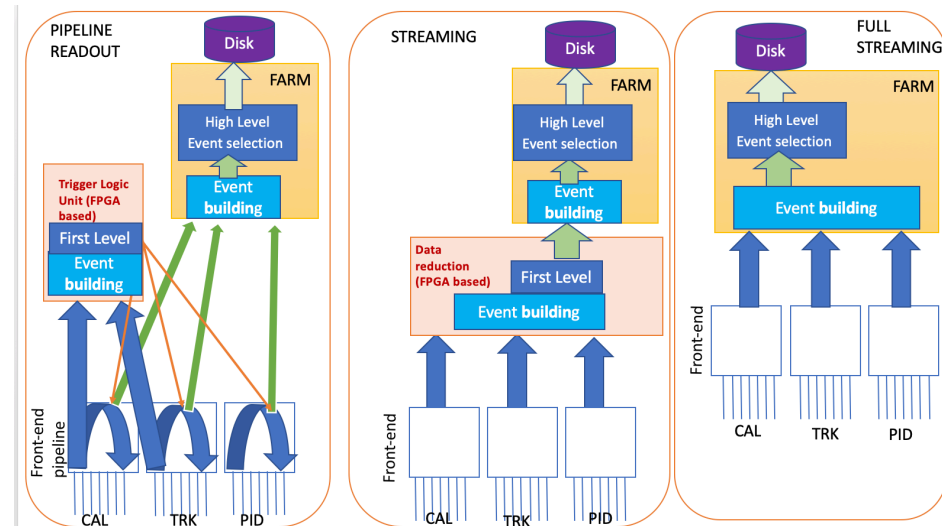 PIPELINE
READOUT
Disk
FARM
High Level
Event selection
Event
building
Trigger Logic
Unit (FPGA
based)
First Level
Event
building
Front-end
pipeline
CAL
TRK
PID
STREAMING
Disk
FARM
High Level
Event selection
Event
building
Data
reduction
(FPGA based)
First Level
Event building
Front-end
CAL
TRK
PID
FULL
STREAMING
Disk
FARM
High Level
Event selection
Event building
Front-end
CAL
TRK
PID